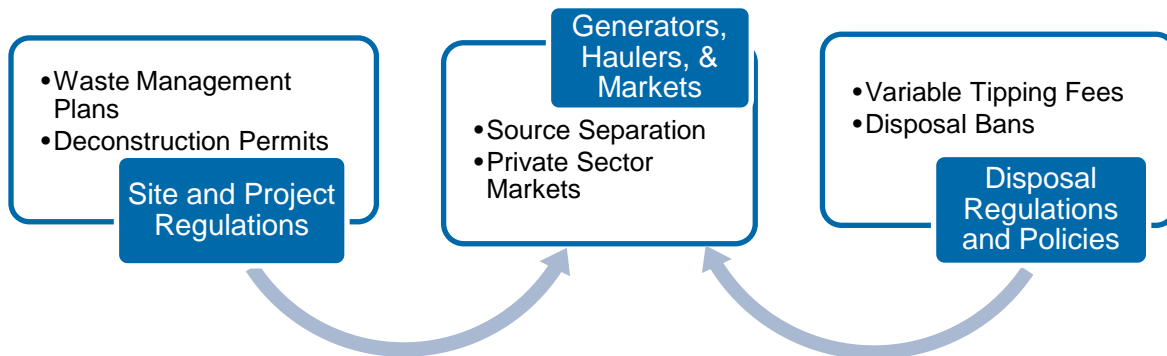 •Waste Management
Plans
•Deconstruction Permits
Site and Project
Regulations
Generators,
Haulers, &
Markets
•Source Separation
•Private Sector
Markets
•Variable Tipping Fees
•Disposal Bans
Disposal
Regulations
and Policies